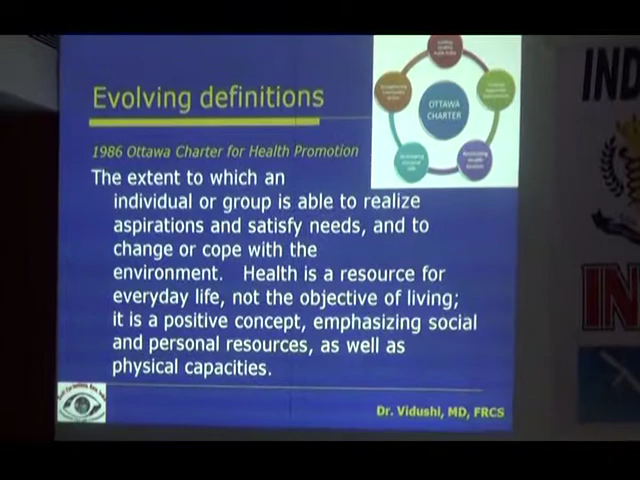 Evolving definitions
1986 Ottawa Charter for Health Promotion
The extent to which an
individual or group is able to realize
aspirations and satisfy needs, and to
change or cope with the
environment. Health is a resource for
everyday life, not the objective of living;
it is a positive concept, emphasizing social
and personal resources, as well as
physical capacities.
OTTAWA
CHARTER
Dr. Vidushi, MD, FRCS
IND
IN